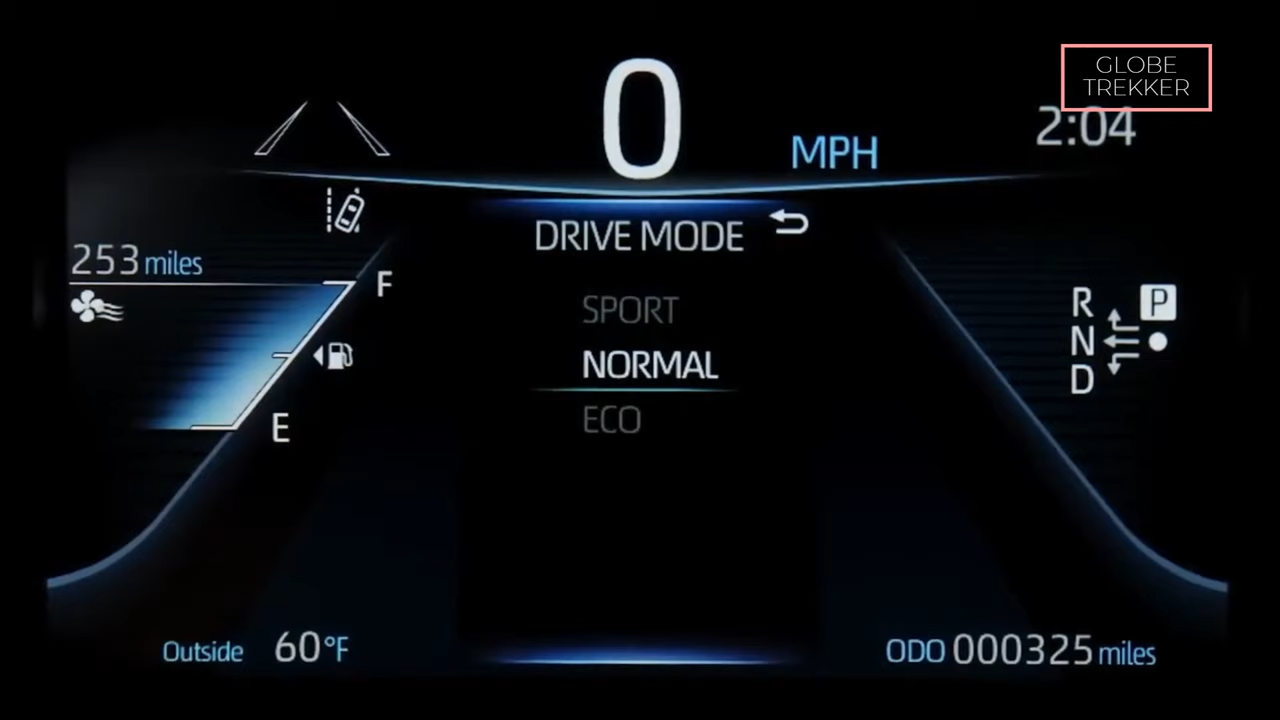 GLOBE
TREKKER
0 MPH
2:04
DRIVE MODE
253 miles
F
SPORT
NORMAL
ECO
E
R
N
D
P
Outside 60°F
ODO 000325 miles